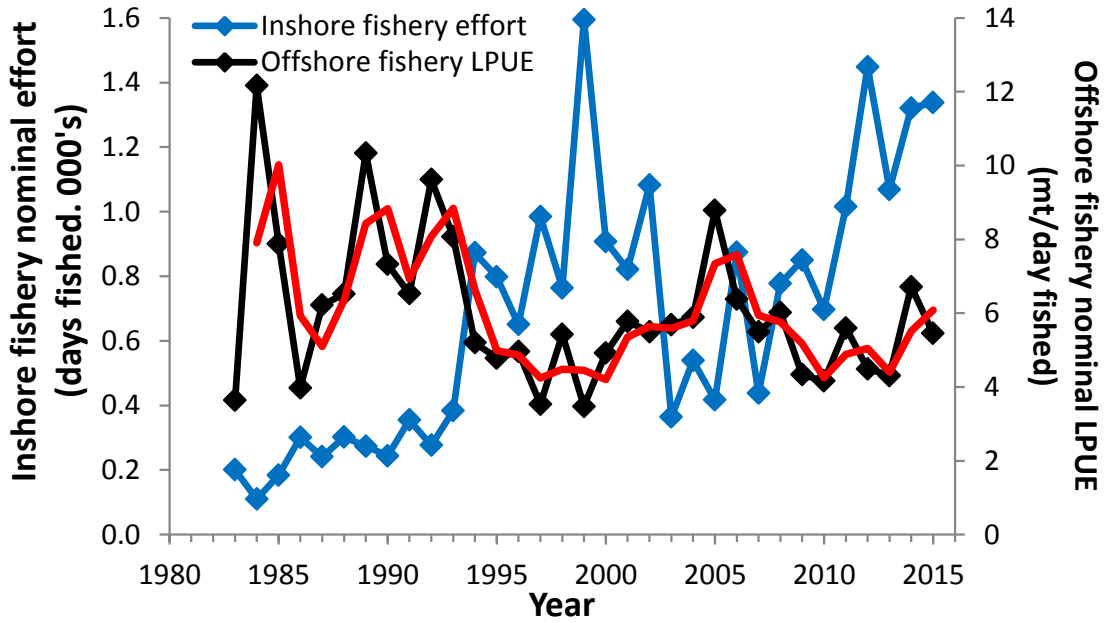 Inshore fishery effort
Offshore fishery LPUE
Inshore fishery nominal effort
(days fished. 000's)
1.6
1.4
1.2
1.0
0.8
0.6
0.4
0.2
0.0
14
12
10
8
6
4
2
0
Offshore fishery nominal LPUE
(mt/day fished)
1980 1985 1990 1995 2000 2005 2010 2015
Year